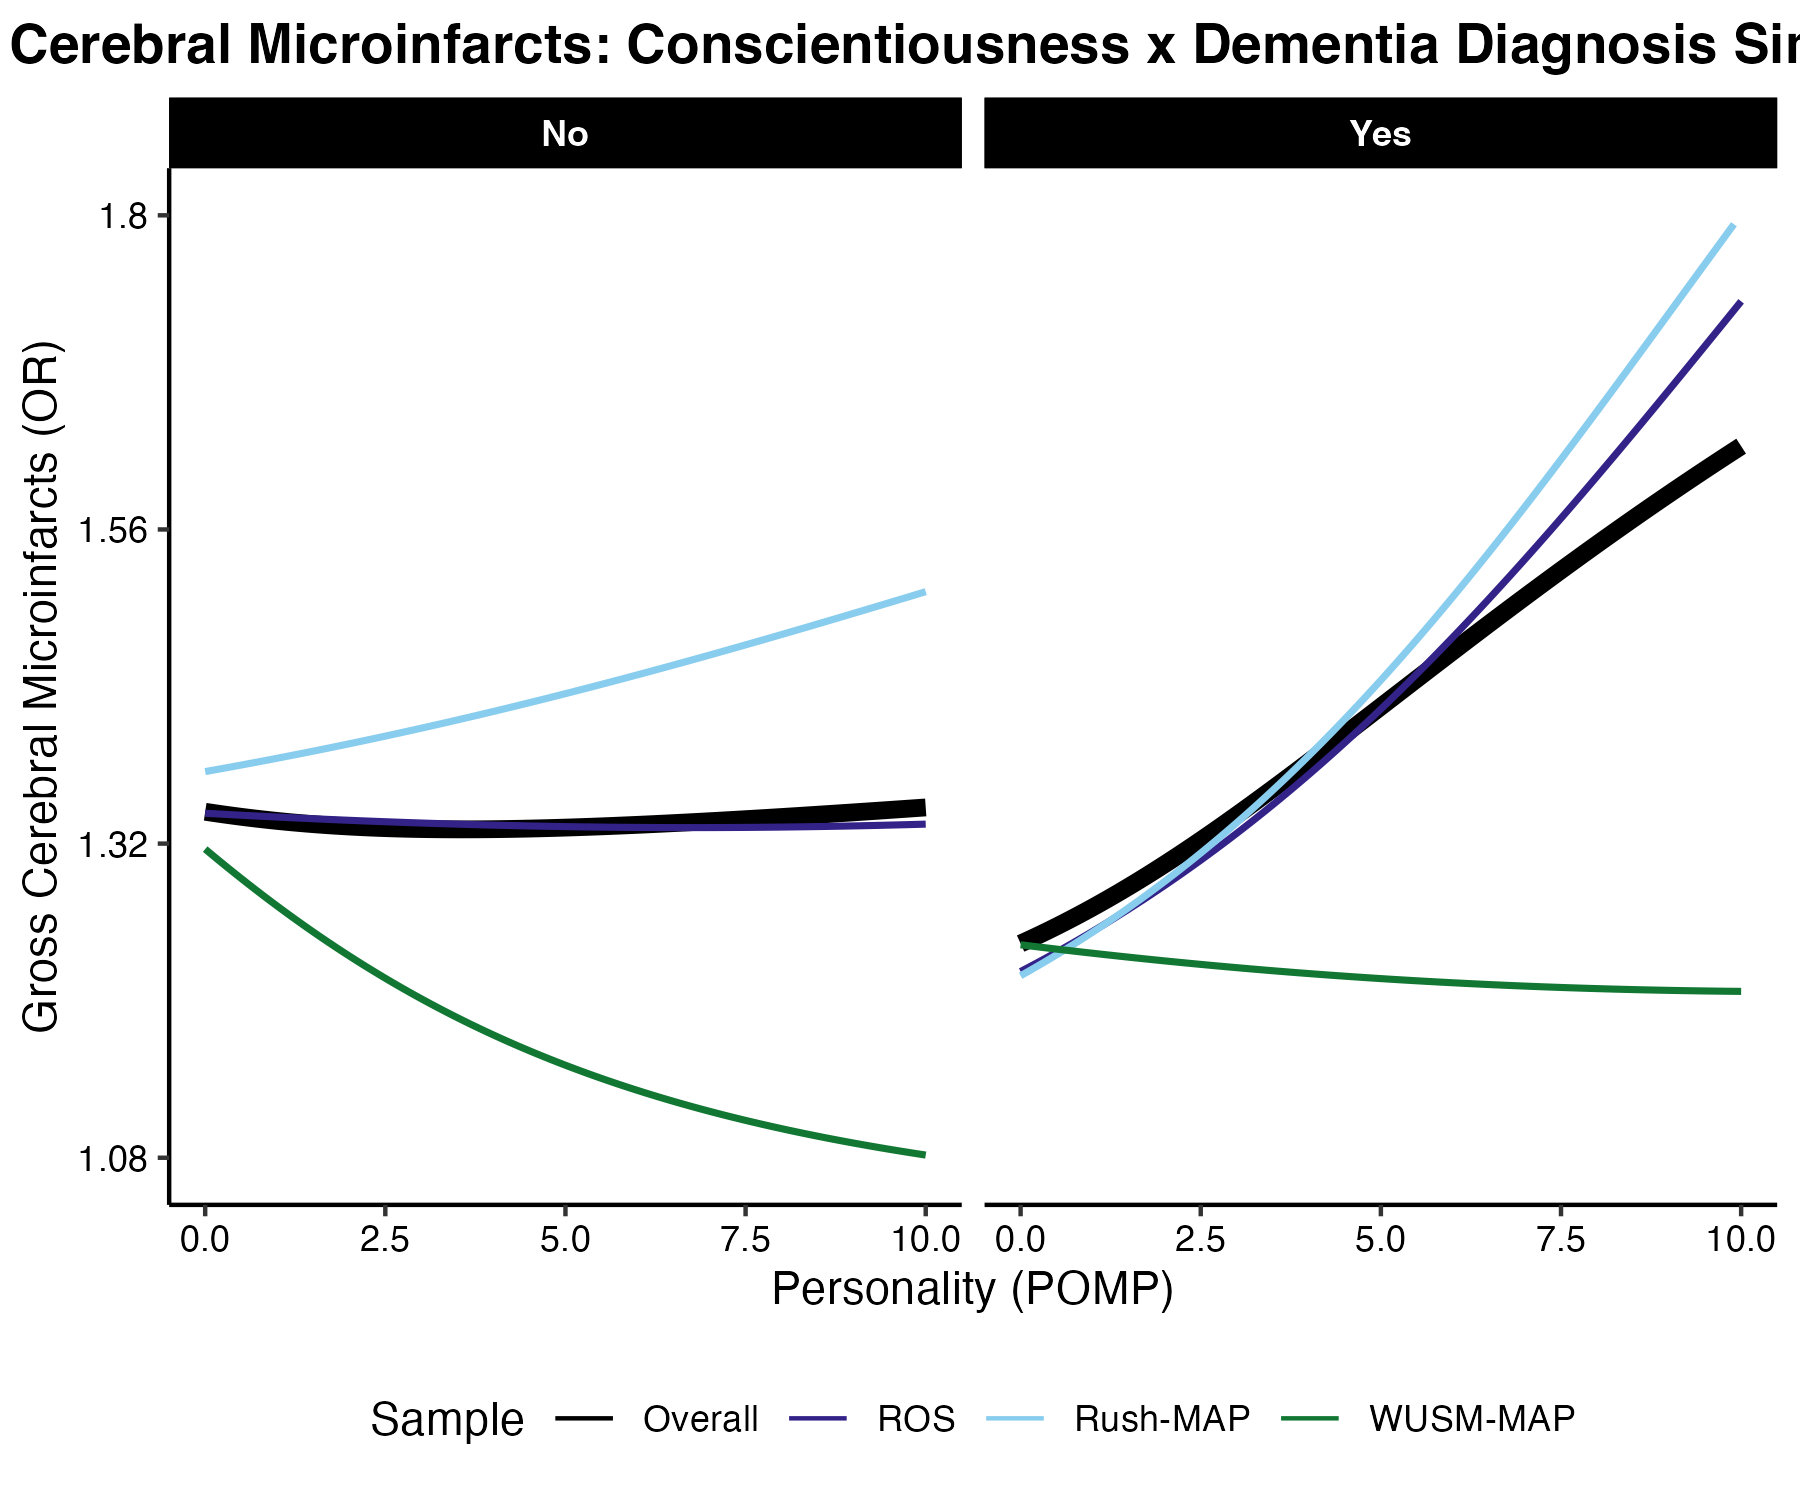 Cerebral Microinfarcts: Conscientiousness x Dementia Diagnosis
No
Yes
Gross Cerebral Microinfarcts (OR)
1.8
1.56
1.32
1.08
0.0 2.5 5.0 7.5 10.0 0.0 2.5 5.0 7.5 10.0
Personality (POMP)
Sample Overall ROS Rush-MAP WUSM-MAP